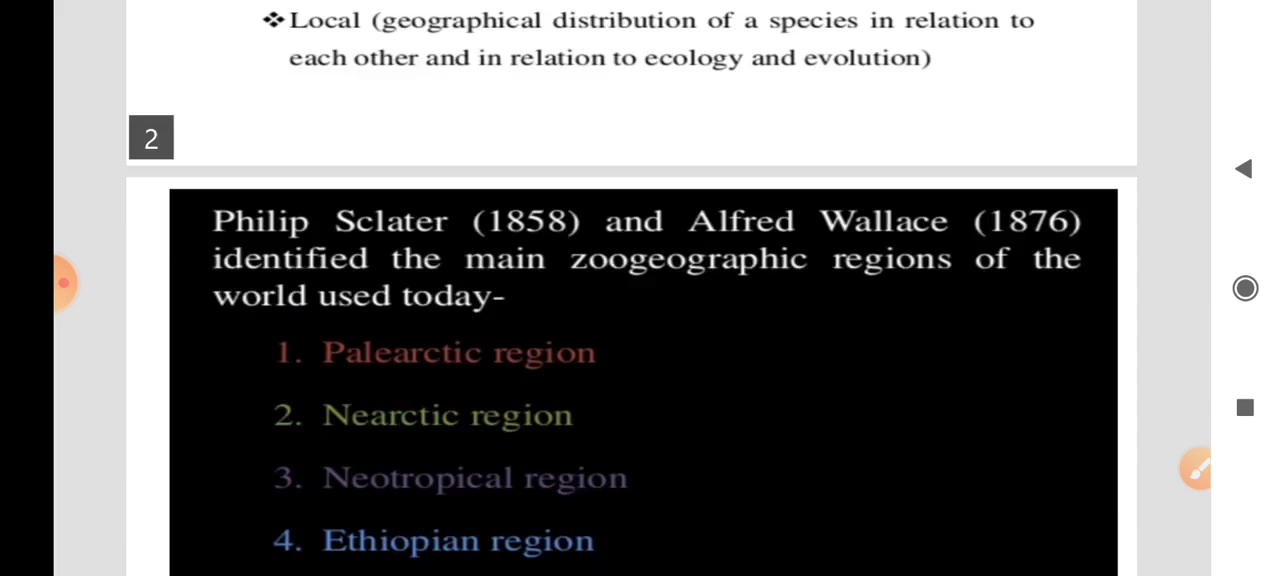 ❖ Local (geographical distribution of a species in relation to
each other and in relation to ecology and evolution)
2
Philip Sclater (1858) and Alfred Wallace (1876)
identified the main zoogeographic regions of the
world used today-
1. Palearctic region
2. Nearctic region
3. Neotropical region
4. Ethiopian region